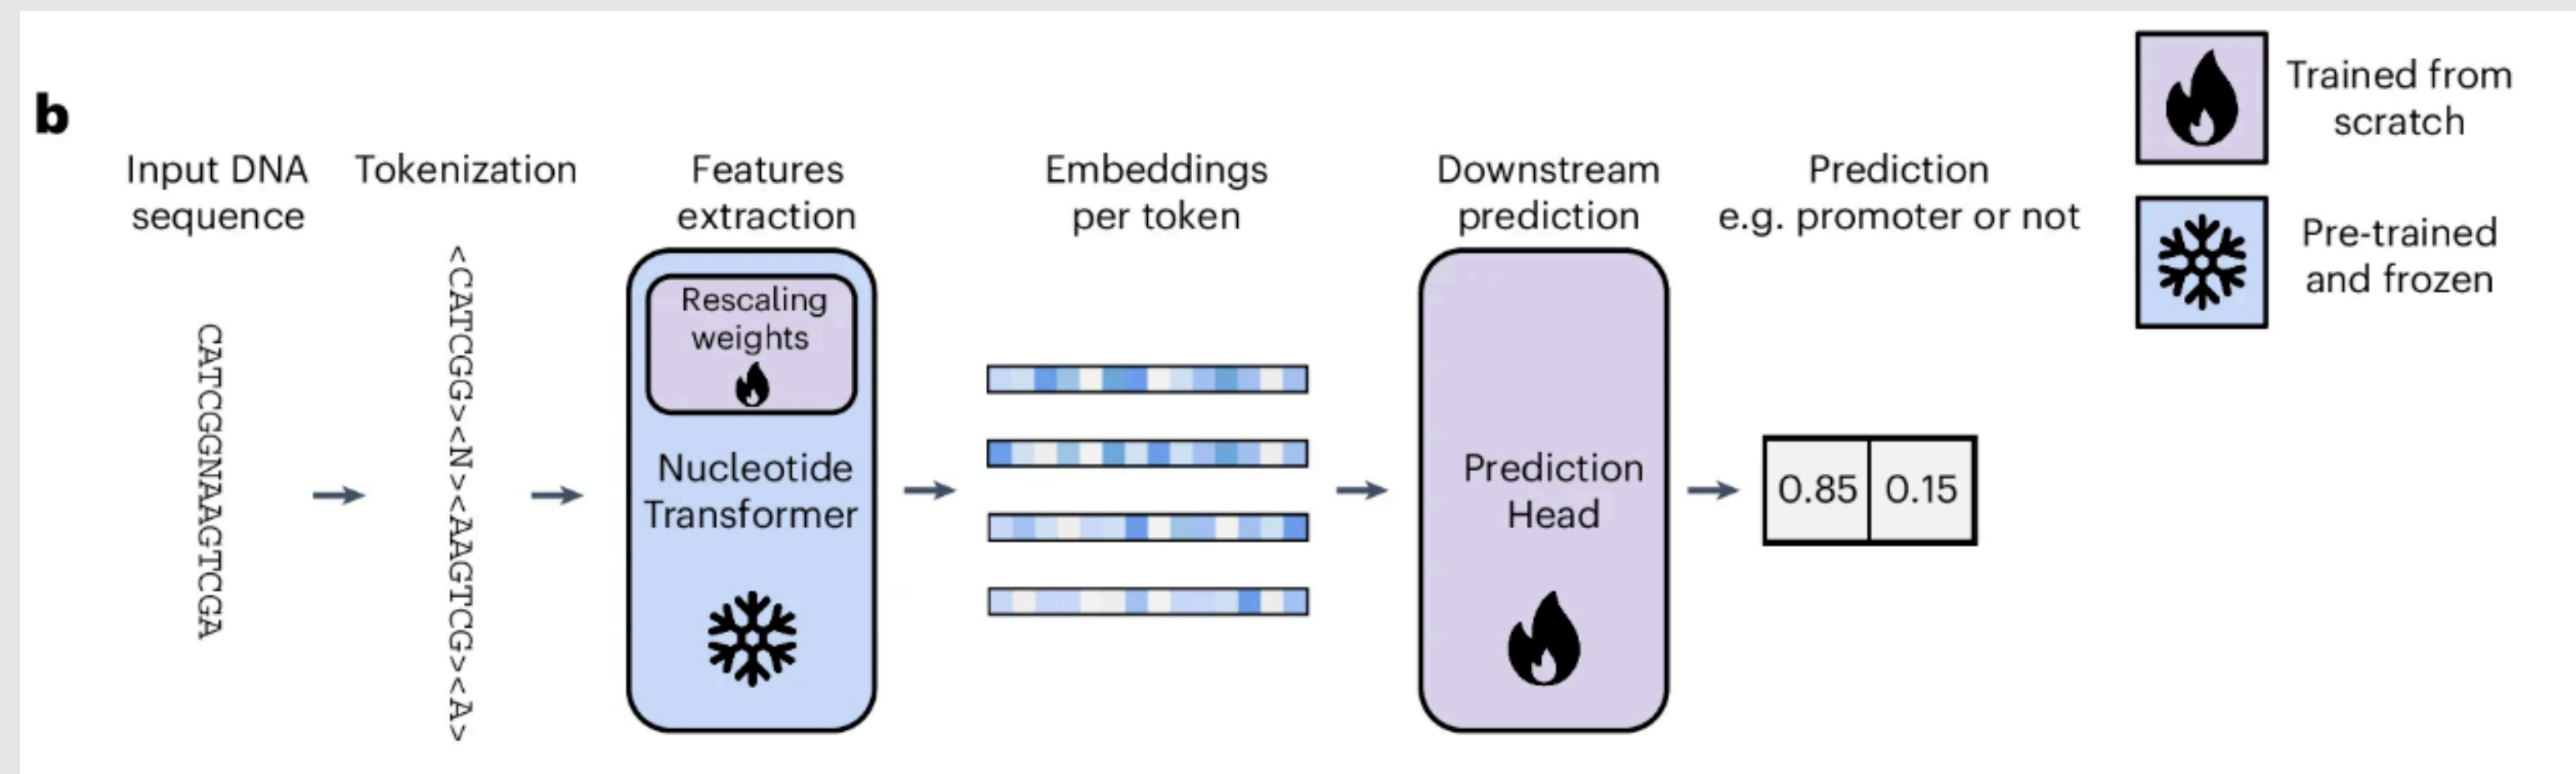 b
Input DNA
sequence
Tokenization
Features
extraction
Embeddings
per token
Downstream
prediction
Prediction
e.g. promoter or not
Trained from
scratch
Pre-trained
and frozen
CATCGGNAAGTCGA
<CATCGG><N><AAGTCG><A>
Rescaling
weights
Nucleotide
Transformer
Prediction
Head
0.85 0.15